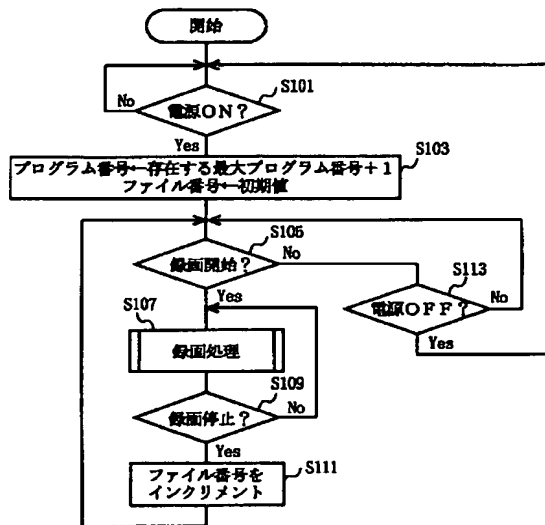 開始
S101
No
電源ON？
Yes
S103
プログラム番号←存在する最大プログラム番号＋１
ファイル番号←初期値
S105
録画開始？
No
S113
Yes
電源OFF？
No
S107
Yes
録画処理
S109
録画停止？
No
Yes
S111
ファイル番号を
インクリメント